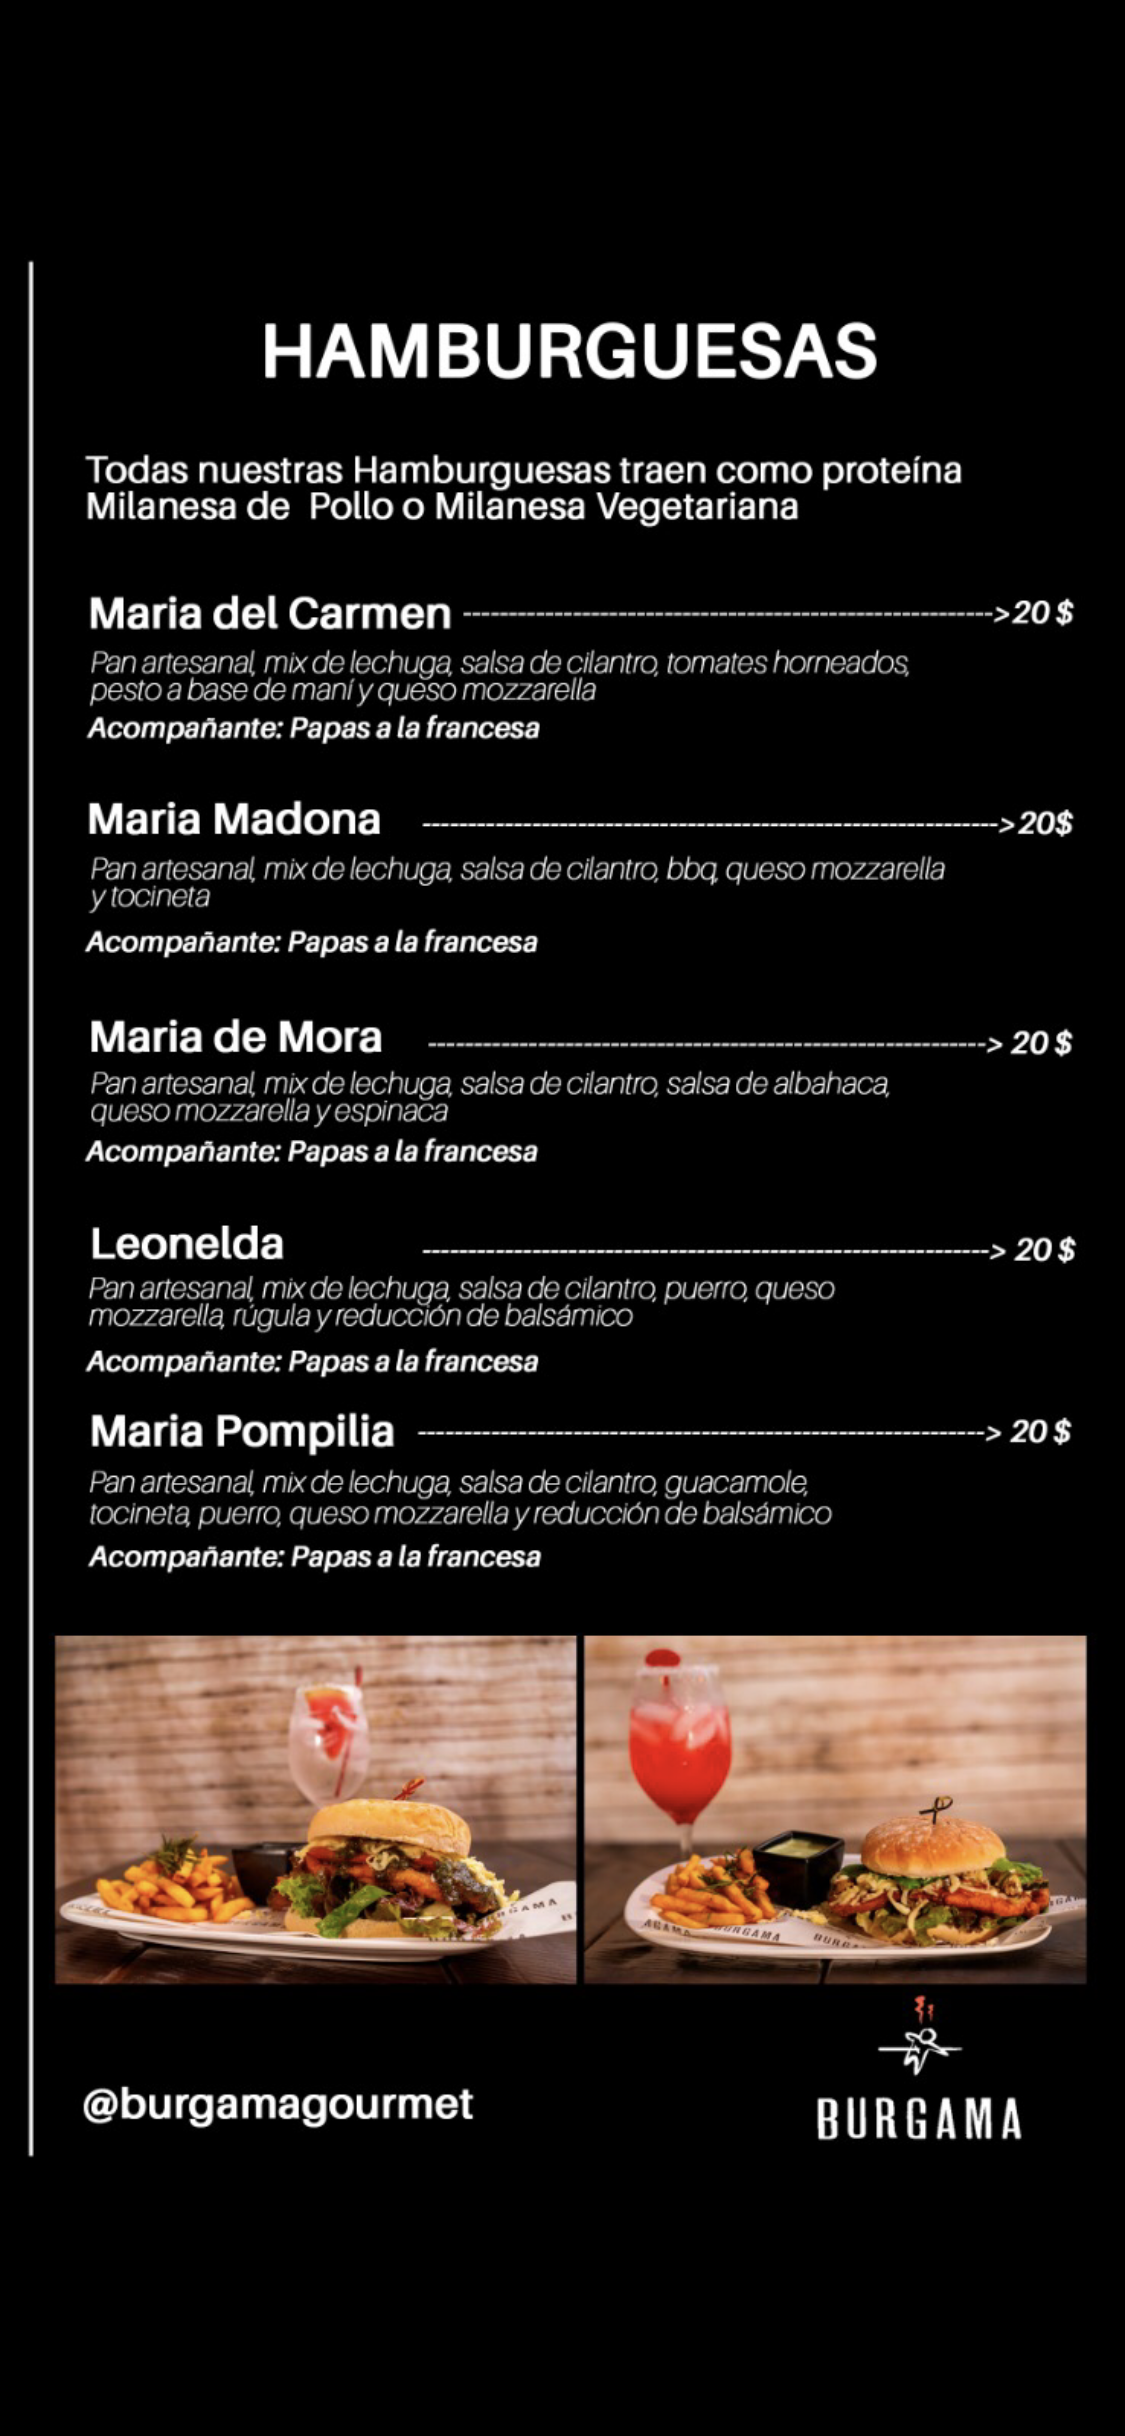 HAMBURGUESAS
Todas nuestras Hamburguesas traen como proteína
Milanesa de Pollo o Milanesa Vegetariana
Maria del Carmen ---------------------------------------------------------->20 $
Pan artesanal, mix de lechuga, salsa de cilantro, tomates horneados,
pesto a base de maní y queso mozzarella
Acompañante: Papas a la francesa
Maria Madona --------------------------------------------------------------->20$
Pan artesanal, mix de lechuga, salsa de cilantro, bbq, queso mozzarella
y tocineta
Acompañante: Papas a la francesa
Maria de Mora -------------------------------------------------------------> 20 $
Pan artesanal, mix de lechuga, salsa de cilantro, salsa de albahaca,
queso mozzarella y espinaca
Acompañante: Papas a la francesa
Leonelda --------------------------------------------------------------> 20 $
Pan artesanal, mix de lechuga, salsa de cilantro, puerro, queso
mozzarella, rúgula y reducción de balsámico
Acompañante: Papas a la francesa
Maria Pompilia --------------------------------------------------------------> 20 $
Pan artesanal, mix de lechuga, salsa de cilantro, guacamole,
tocineta, puerro, queso mozzarella y reducción de balsámico
Acompañante: Papas a la francesa
BURGAMA
BURGAMA
@burgamagourmet
BURGAMA